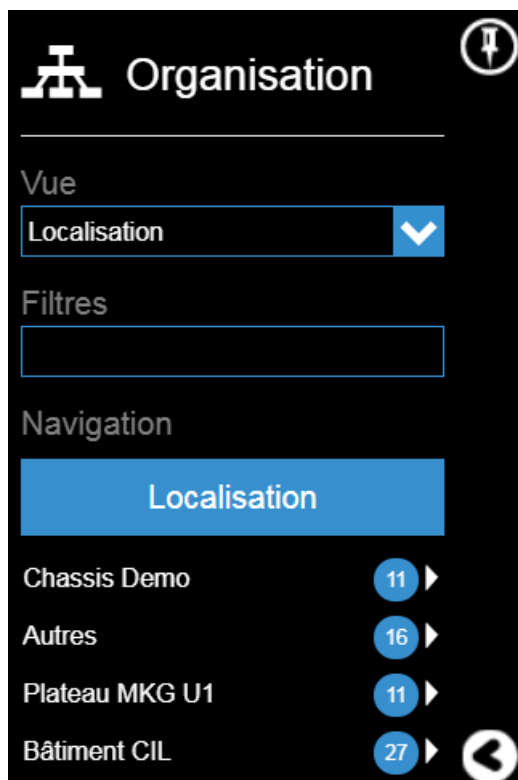 Organisation
Vue
Localisation
Filtres
Navigation
Localisation
Chassis Demo 11
Autres 16
Plateau MKG U1 11
Bâtiment CIL 27